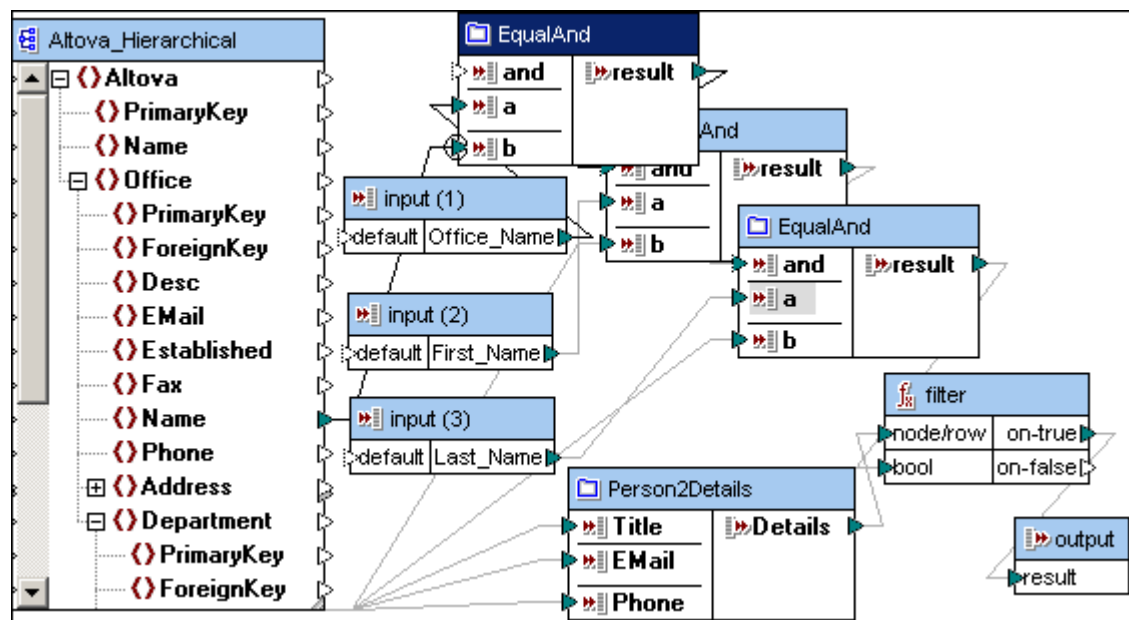 Altova_Hierarchical
Altova
PrimaryKey
Name
Office
PrimaryKey
ForeignKey
Desc
EMail
Established
Fax
Name
Phone
Address
Department
PrimaryKey
ForeignKey
EqualAnd
and result
a
b
And
and result
a
b
EqualAnd
and result
a
b
input (1)
default Office_Name
input (2)
default First_Name
input (3)
default Last_Name
filter
node/row on-true
bool on-false
Person2Details
Title Details
EMail
Phone
output
result